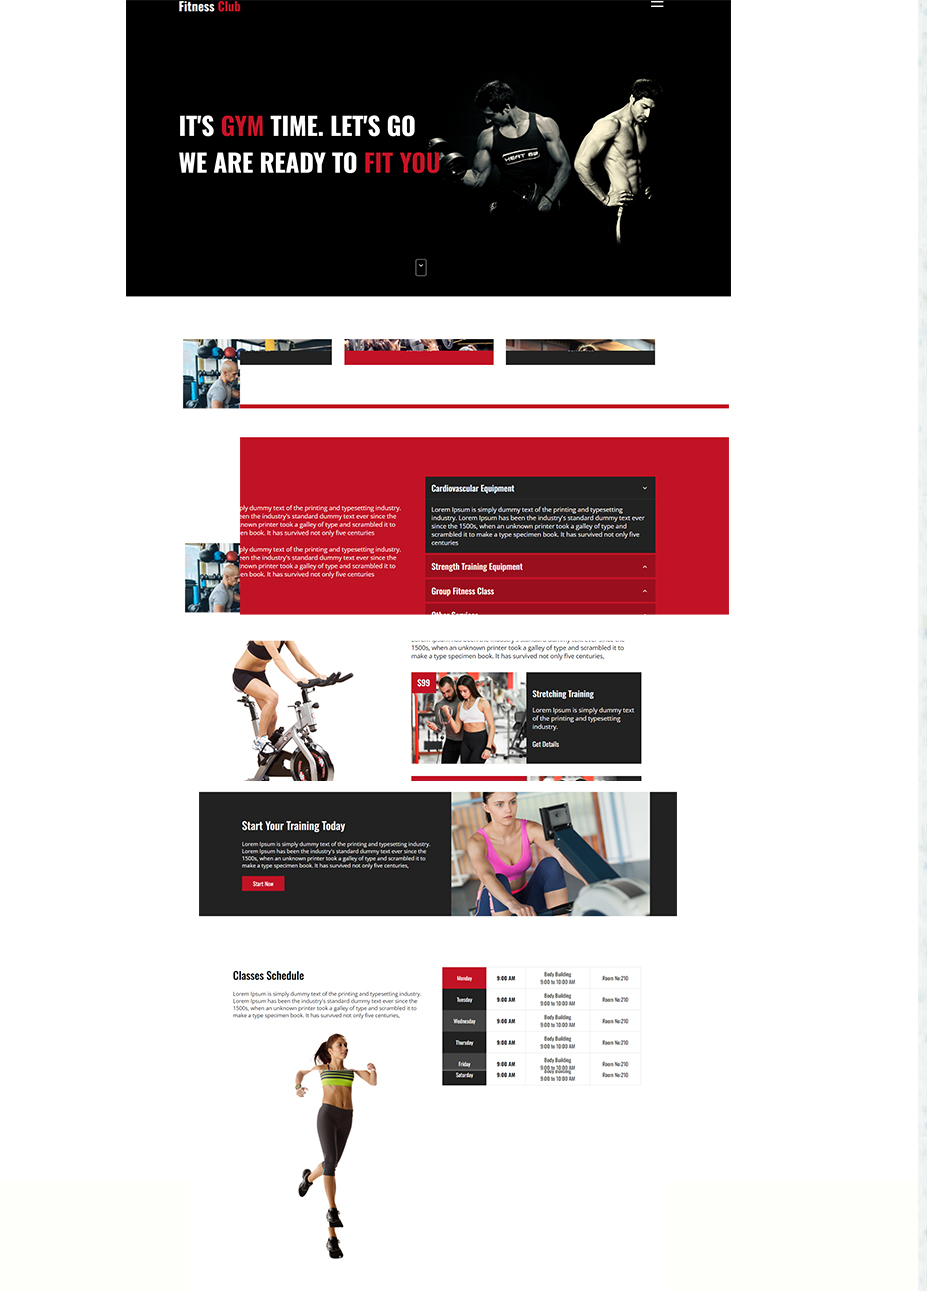 Fitness Club
IT'S GYM TIME. LET'S GO
WE ARE READY TO FIT YOU
HEAT
ply dummy text of the printing and typesetting industry.
een the industry's standard dummy text ever since the
nown printer took a galley of type and scrambled it to
en book. It has survived not only five centuries
ply dummy text of the printing and typesetting industry.
een the industry's standard dummy text ever since the
nown printer took a galley of type and scrambled it to
en book. It has survived not only five centuries
Cardiovascular Equipment
Lorem Ipsum is simply dummy text of the printing and typesetting
industry. Lorem Ipsum has been the industry's standard dummy text ever
since the 1500s, when an unknown printer took a galley of type and
scrambled it to make a type specimen book. It has survived not only five
centuries
Strength Training Equipment
Group Fitness Class
Other Services
Lorem Ipsum has been the industry's standard dummy text ever since the
1500s, when an unknown printer took a galley of type and scrambled it to
make a type specimen book. It has survived not only five centuries,
$99
Stretching Training
Lorem Ipsum is simply dummy text
of the printing and typesetting
industry.
Get Details
Start Your Training Today
Lorem Ipsum is simply dummy text of the printing and typesetting industry.
Lorem Ipsum has been the industry's standard dummy text ever since the
1500s, when an unknown printer took a galley of type and scrambled it to
make a type specimen book. It has survived not only five centuries,
Start Now
Classes Schedule
Lorem Ipsum is simply dummy text of the printing and typesetting industry.
Lorem Ipsum has been the industry's standard dummy text ever since the
1500s, when an unknown printer took a galley of type and scrambled it to
make a type specimen book. It has survived not only five centuries,
Monday 9:00 AM Body Building 9:00 to 10:00 AM Room No:210
Tuesday 9:00 AM Body Building 9:00 to 10:00 AM Room No:210
Wednesday 9:00 AM Body Building 9:00 to 10:00 AM Room No:210
Thursday 9:00 AM Body Building 9:00 to 10:00 AM Room No:210
Friday 9:00 AM Body Building 9:00 to 10:00 AM Room No:210
Saturday 9:00 AM Body Building 9:00 to 10:00 AM Room No:210